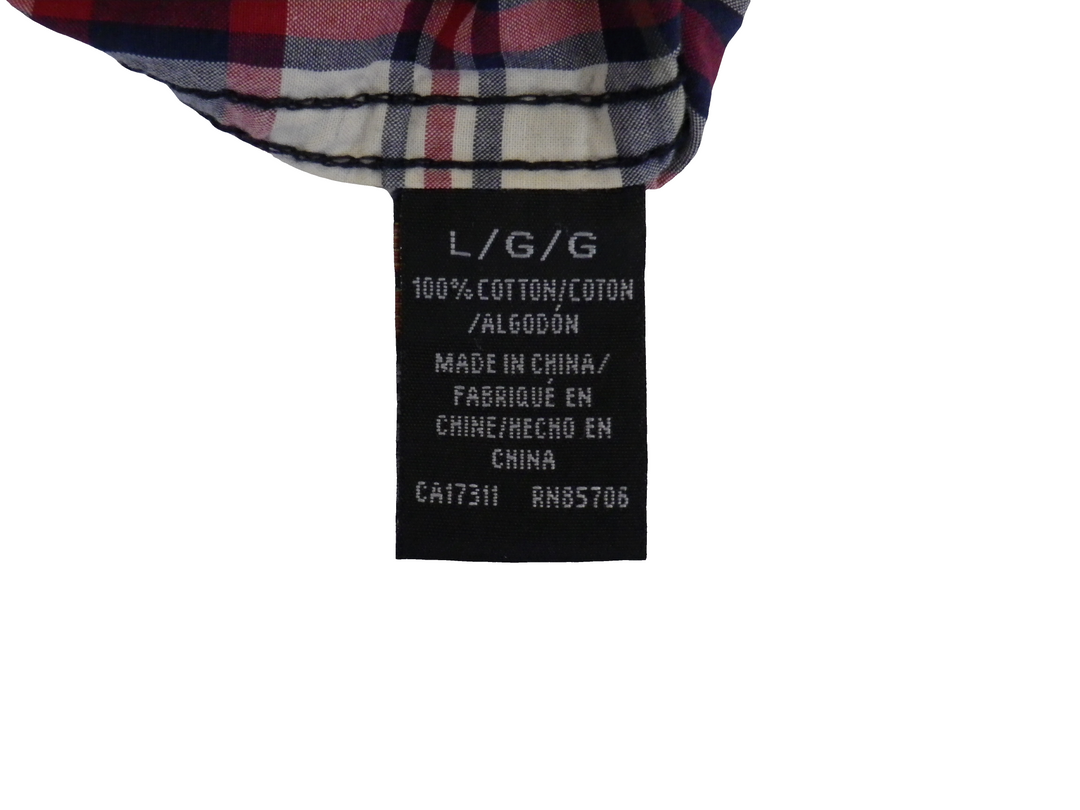 L/G/G
100% COTTON/COTON
/ALGODÓN
MADE IN CHINA/
FABRIQUÉ EN
CHINE/HECHO EN
CHINA
CA17311 RN85706